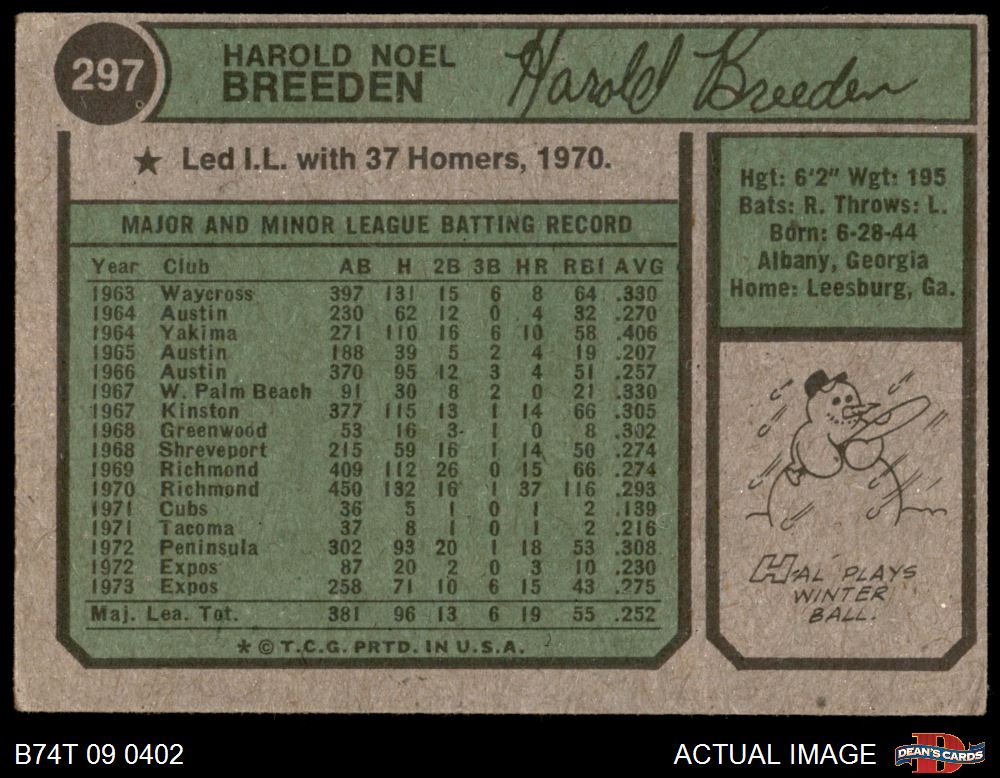 297
HAROLD NOEL
BREEDEN
Harold Breeden
★ Led I.L. with 37 Homers, 1970.
MAJOR AND MINOR LEAGUE BATTING RECORD
Year Club AB H 2B 3B HR RBI AVG
1963 Waycross 397 131 15 6 8 64 .330
1964 Austin 230 62 12 0 4 32 .270
1964 Yakima 271 110 16 6 10 58 .406
1965 Austin 188 39 5 2 4 19 .207
1966 Austin 370 95 12 3 4 51 .257
1967 W. Palm Beach 91 30 8 2 0 21 .330
1967 Kinston 377 115 13 1 14 66 .305
1968 Greenwood 53 16 3 1 0 8 .302
1968 Shreveport 215 59 16 1 14 50 .274
1969 Richmond 409 112 26 0 15 66 .274
1970 Richmond 450 132 16 1 37 116 .293
1971 Cubs 36 5 1 0 1 2 .139
1971 Tacoma 37 8 1 0 1 2 .216
1972 Peninsula 302 93 20 1 18 53 .308
1972 Expos 87 20 2 0 3 10 .230
1973 Expos 258 71 10 6 15 43 .275
Maj. Lea. Tot. 381 96 13 6 19 55 .252
* © T.C.G. PRTD. IN U.S.A.
Hgt: 6'2" Wgt: 195
Bats: R. Throws: L.
Born: 6-28-44
Albany, Georgia
Home: Leesburg, Ga.
HAL PLAYS
WINTER
BALL.
B74T 09 0402
ACTUAL IMAGE
D
DEAN'S CARDS